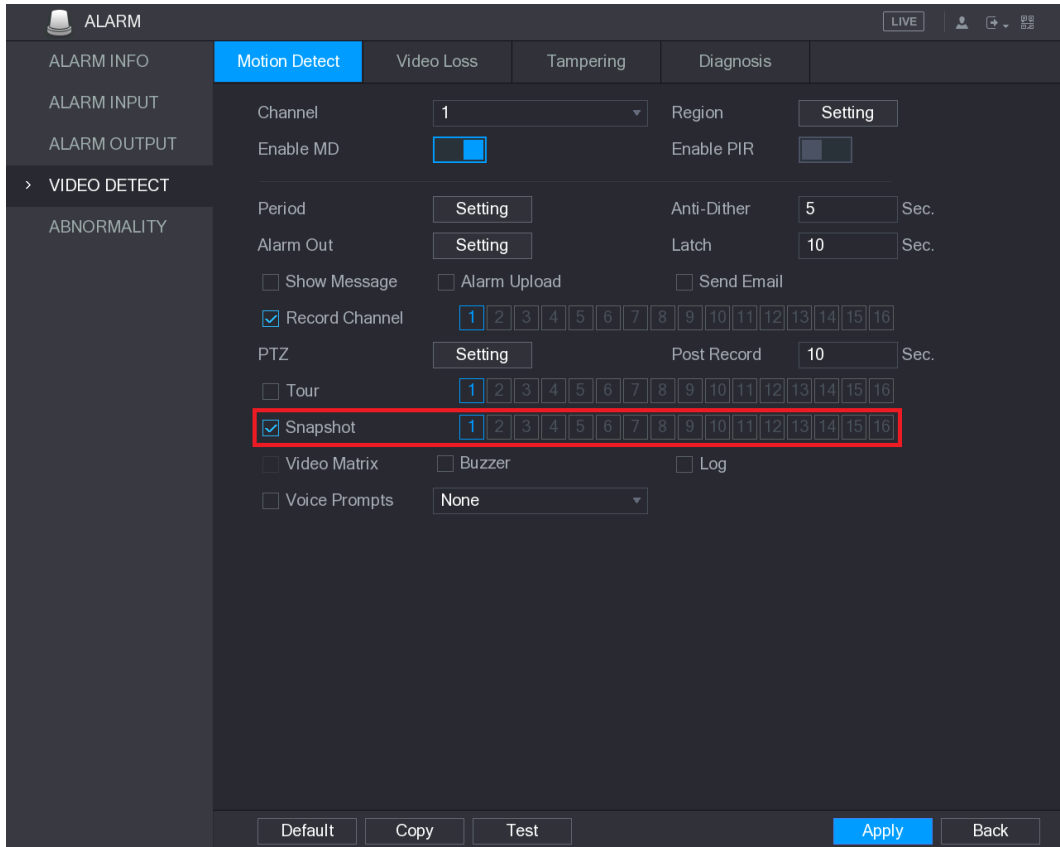 ALARM LIVE
ALARM INFO
ALARM INPUT
ALARM OUTPUT
> VIDEO DETECT
ABNORMALITY
Motion Detect Video Loss Tampering Diagnosis
Channel 1 Region Setting
Enable MD Enable PIR
Period Setting Anti-Dither 5 Sec.
Alarm Out Setting Latch 10 Sec.
Show Message Alarm Upload Send Email
Record Channel 1 2 3 4 5 6 7 8 9 10 11 12 13 14 15 16
PTZ Setting Post Record 10 Sec.
Tour 1 2 3 4 5 6 7 8 9 10 11 12 13 14 15 16
Snapshot 1 2 3 4 5 6 7 8 9 10 11 12 13 14 15 16
Video Matrix Buzzer Log
Voice Prompts None
Default Copy Test Apply Back